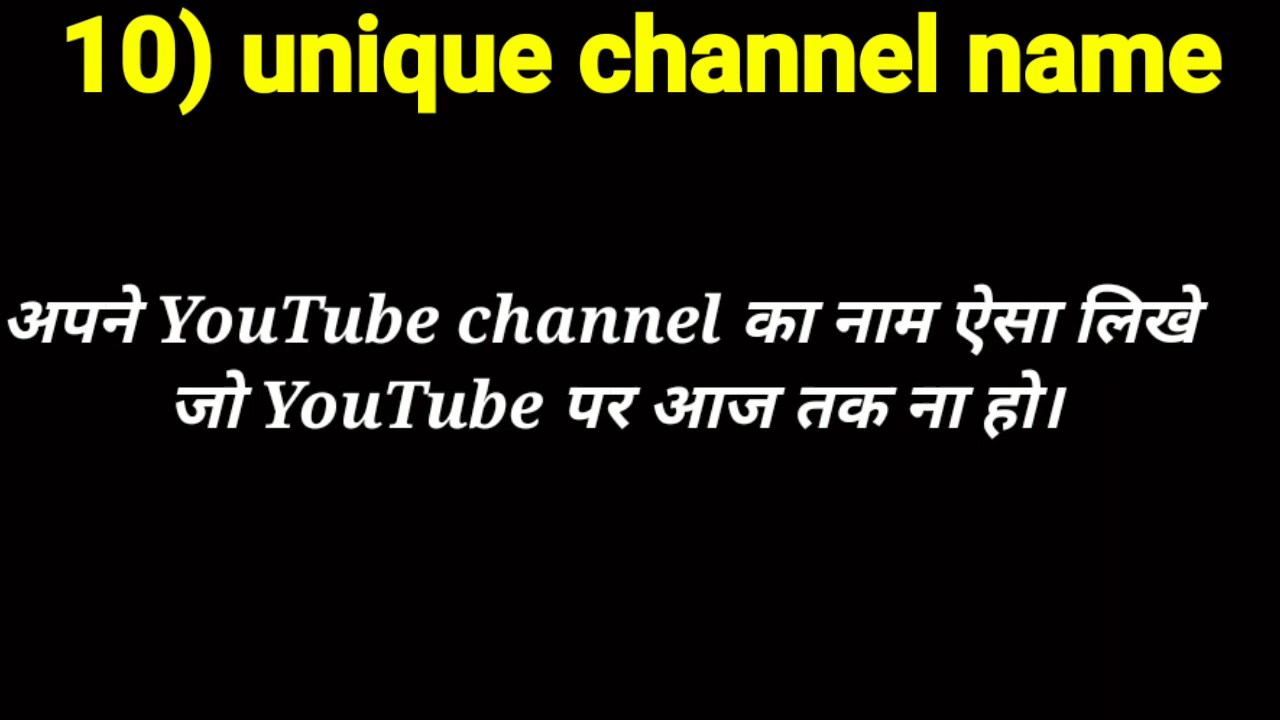 10) unique channel name
अपने YouTube channel का नाम ऐसा लिखे
जो YouTube पर आज तक ना हो।